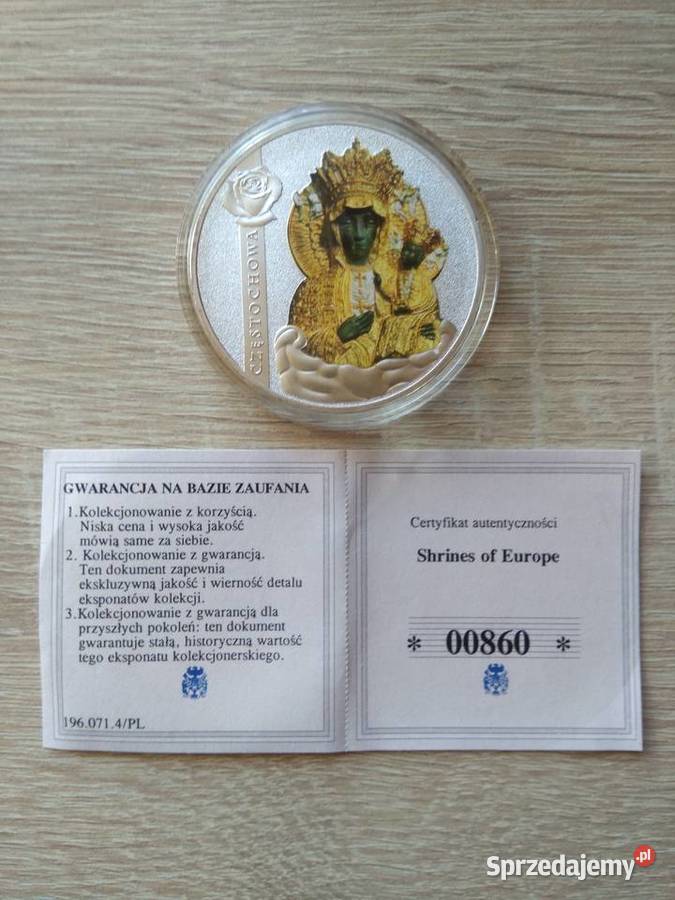 CZĘSTOCHOWA
GWARANCJA NA BAZIE ZAUFANIA
1.Kolekcjonowanie z korzyścią.
Niska cena i wysoka jakość
mówią same za siebie.
2. Kolekcjonowanie z gwarancją.
Ten dokument zapewnia
ekskluzywną jakość i wierność detalu
eksponatów kolekcji.
3.Kolekcjonowanie z gwarancją dla
przyszłych pokoleń: ten dokument
gwarantuje stałą, historyczną wartość
tego eksponatu kolekcjonerskiego.
196.071.4/PL
Certyfikat autentyczności
Shrines of Europe
* 00860 *
Sprzedajemy.pl